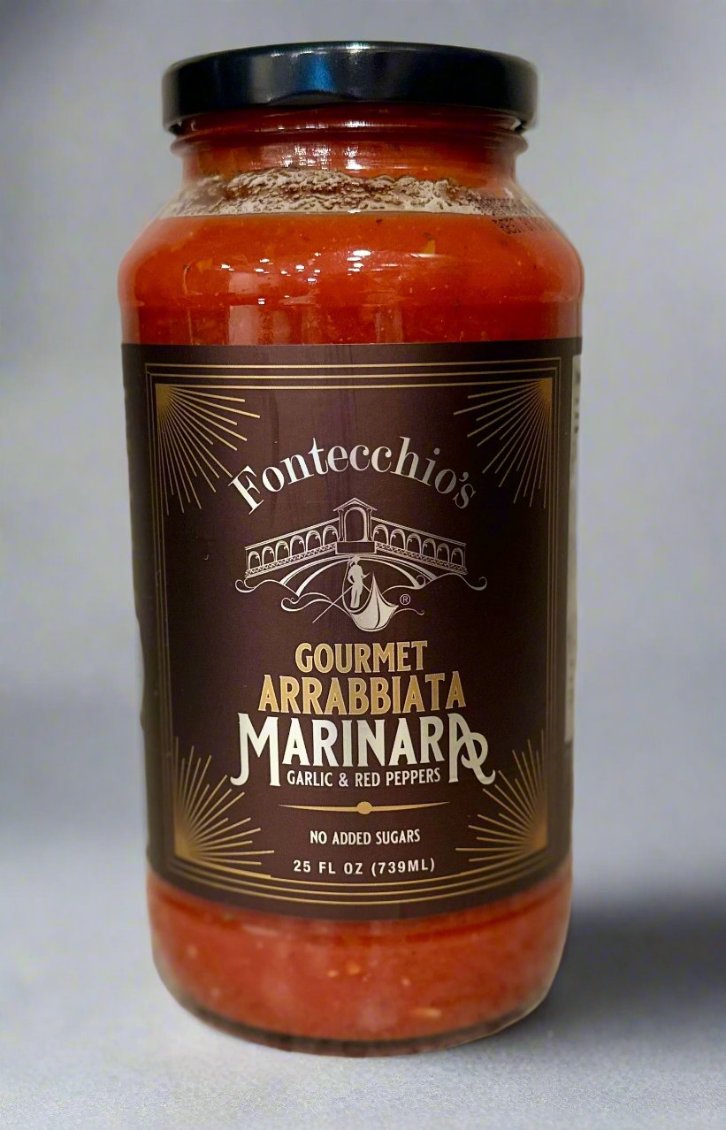 Fontecchio's
®
GOURMET
ARRABBIATA
MARINARA
GARLIC & RED PEPPERS
NO ADDED SUGARS
25 FL OZ (739ML)